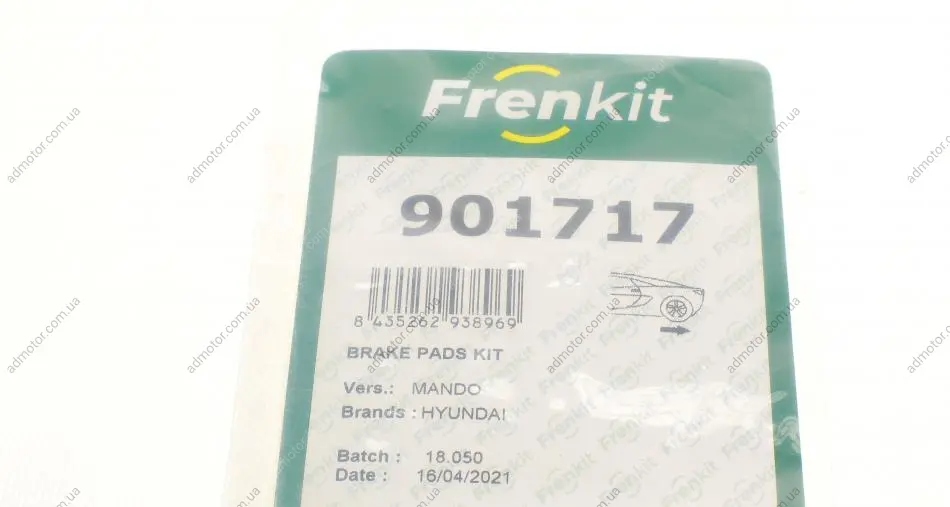 Frenkit
901717
8 435262 938969
BRAKE PADS KIT
Vers.: MANDO
Brands : HYUNDAI
Batch : 18.050
Date : 16/04/2021
admotor.com.ua